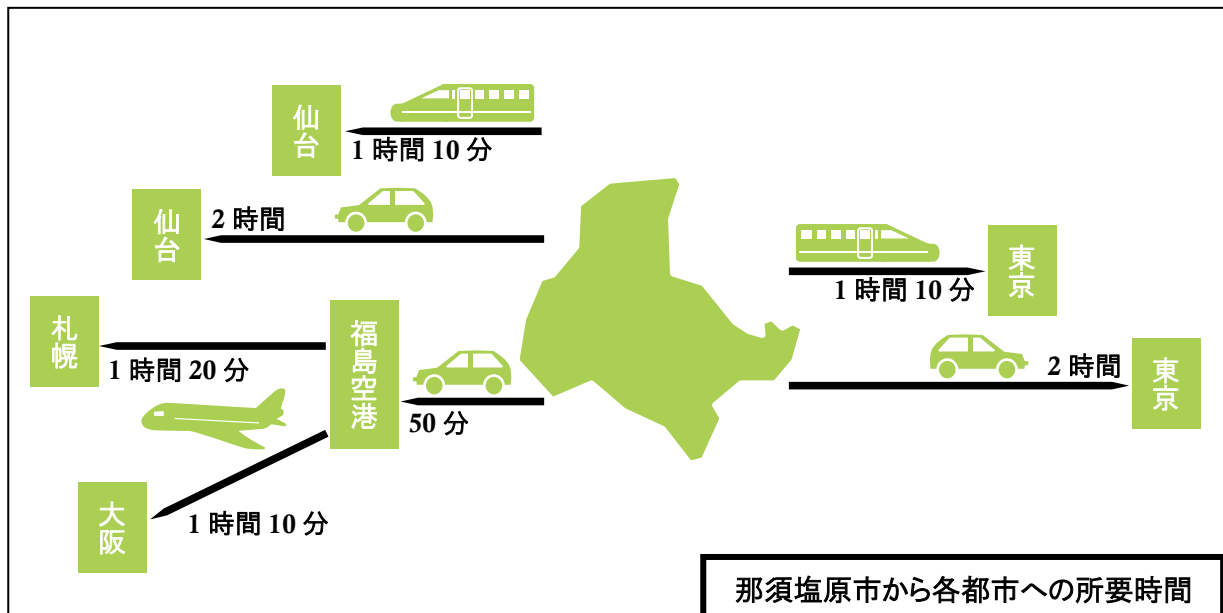 仙台
1 時間 10 分
仙台
2 時間
東京
1 時間 10 分
札幌
1 時間 20 分
福島空港
50 分
2 時間
東京
大阪
1 時間 10 分
那須塩原市から各都市への所要時間